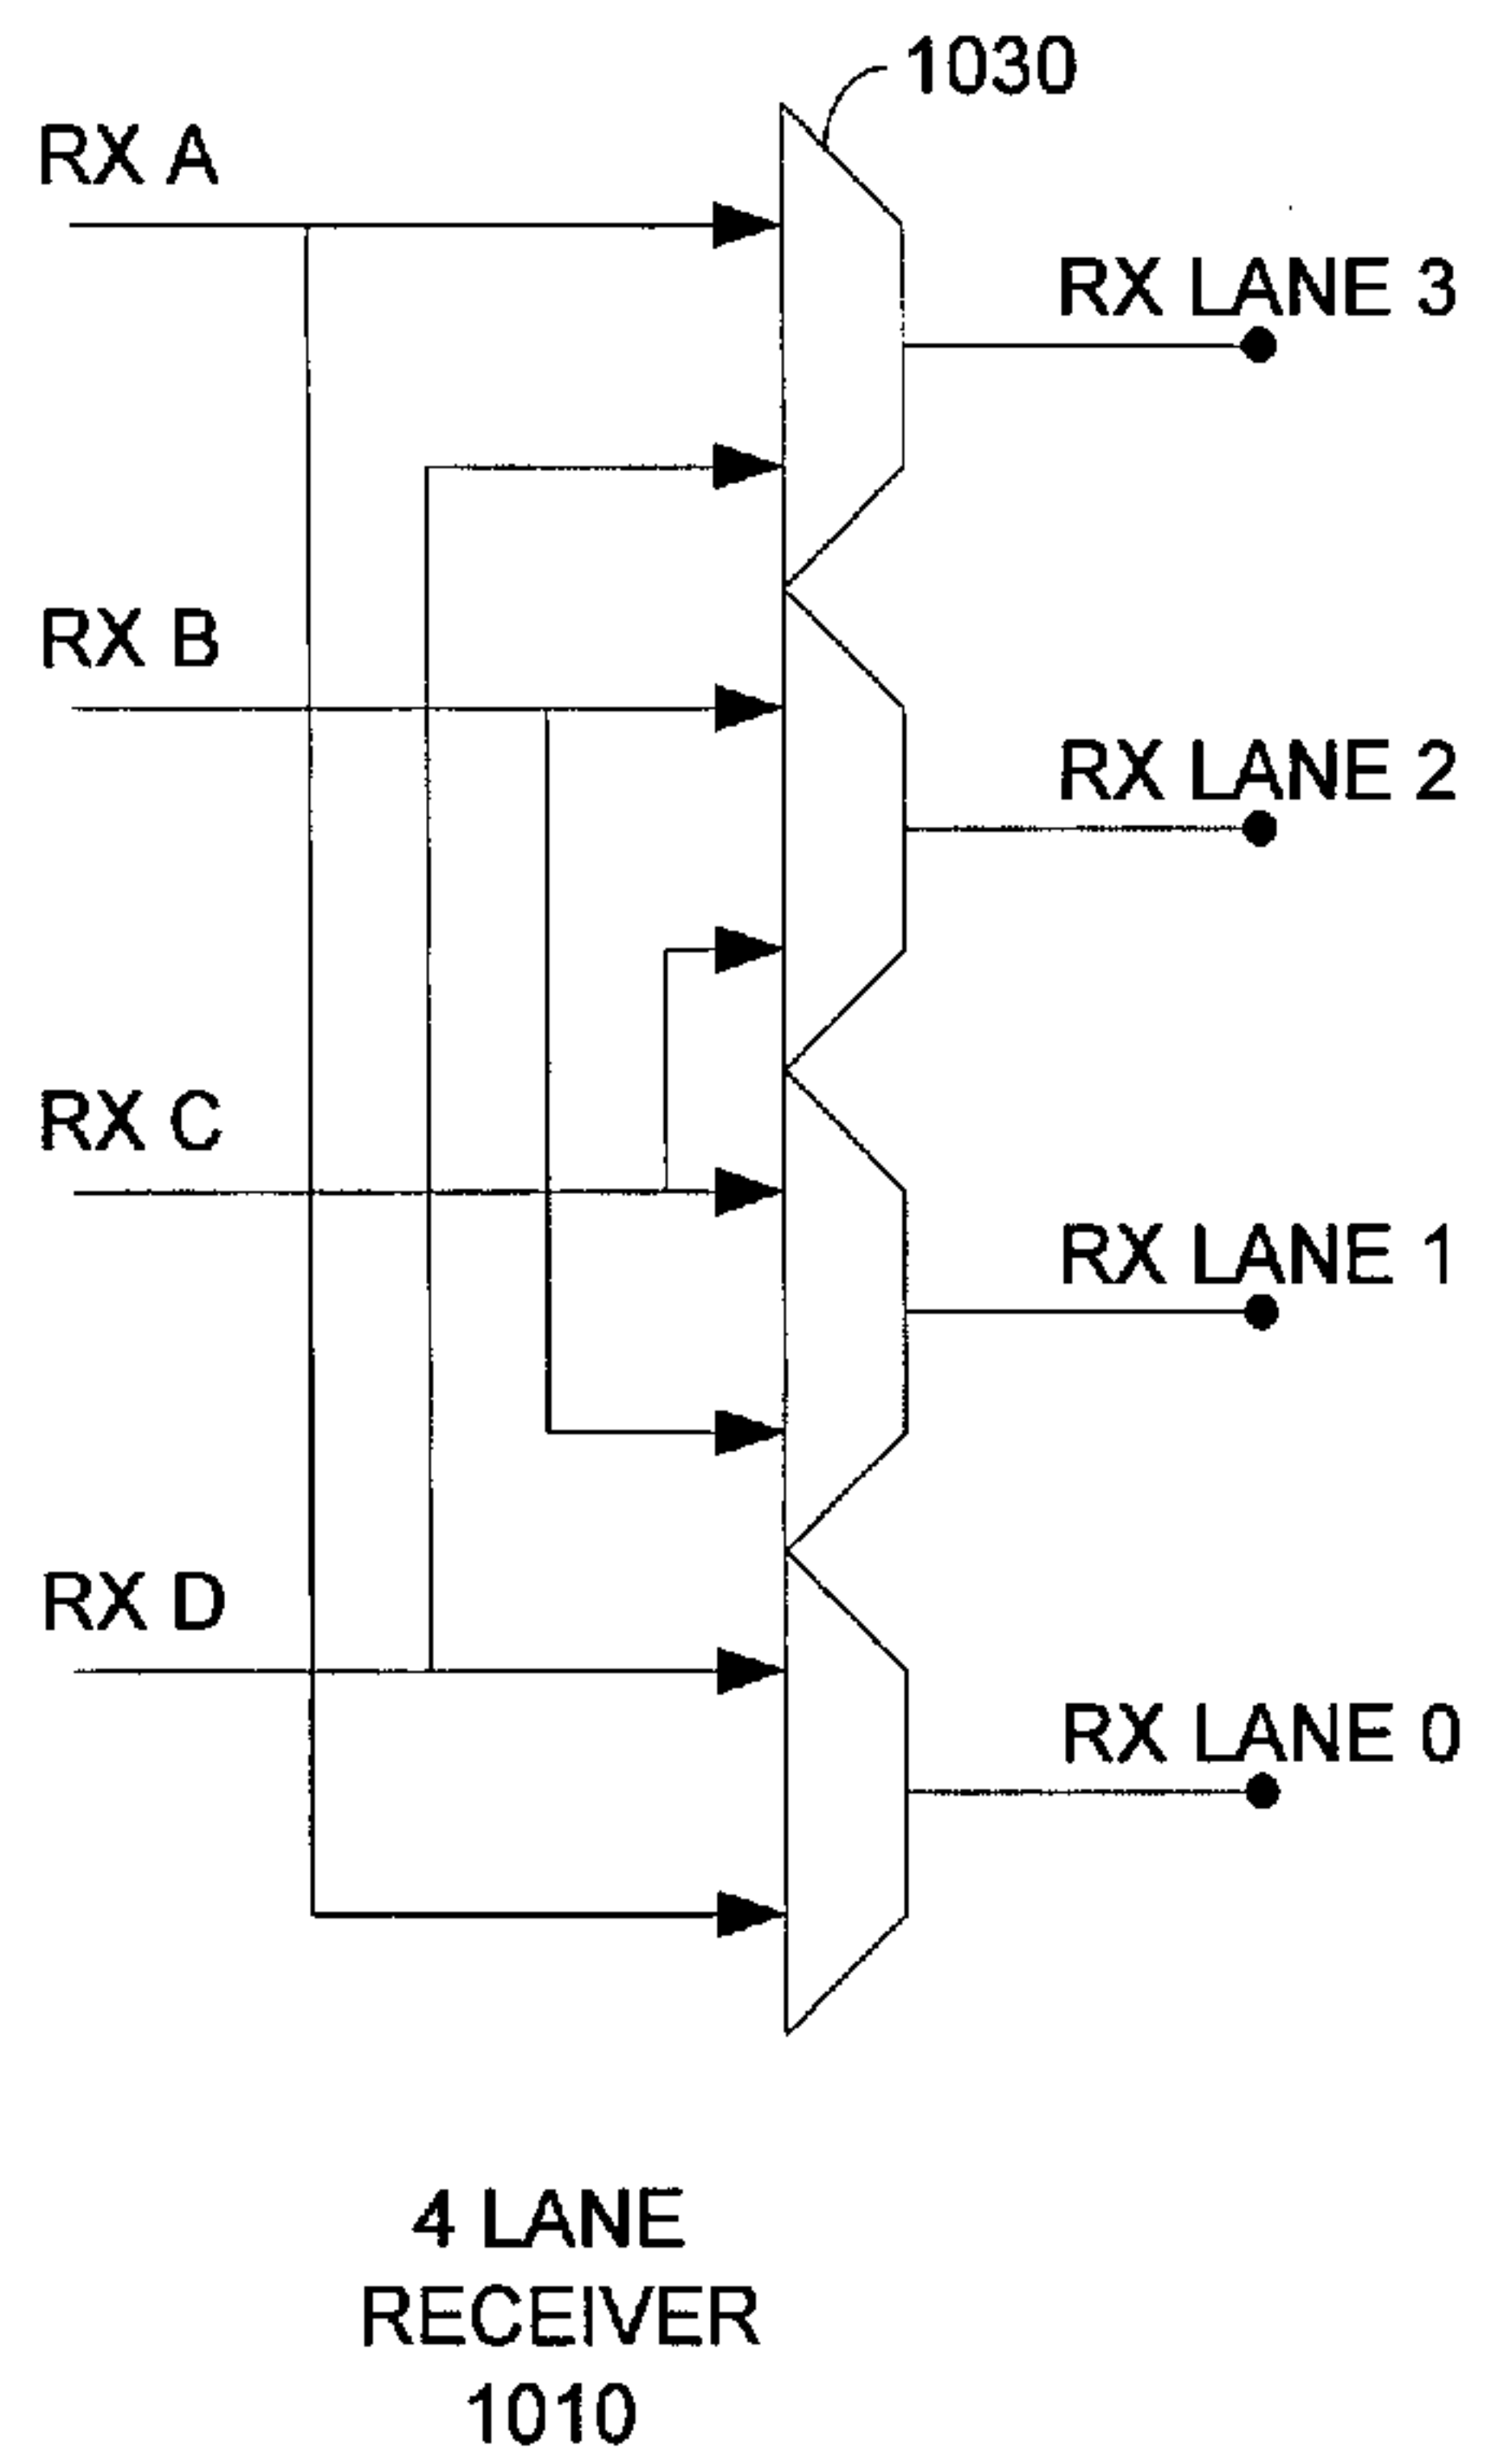 1030
RX A
RX LANE 3
RX B
RX LANE 2
RX C
RX LANE 1
RX D
RX LANE 0
4 LANE
RECEIVER
1010